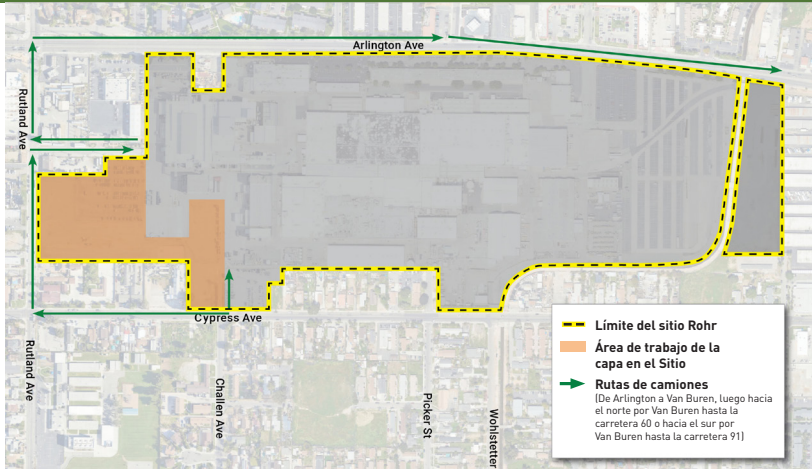 Arlington Ave
Rutland Ave
Cypress Ave
Rutland Ave
Challen Ave
Picker St
Wohlstetter
Límite del sitio Rohr
Área de trabajo de la
capa en el Sitio
Rutas de camiones
(De Arlington a Van Buren, luego hacia
el norte por Van Buren hasta la
carretera 60 o hacia el sur por
Van Buren hasta la carretera 91)